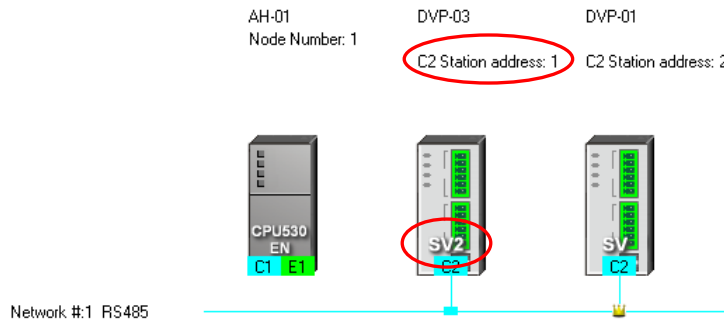 AH-01
Node Number: 1
DVP-03
C2 Station address: 1
DVP-01
C2 Station address: 2
CPU530
EN
C1 E1
SV2
C2
SV
C2
Network #:1 RS485